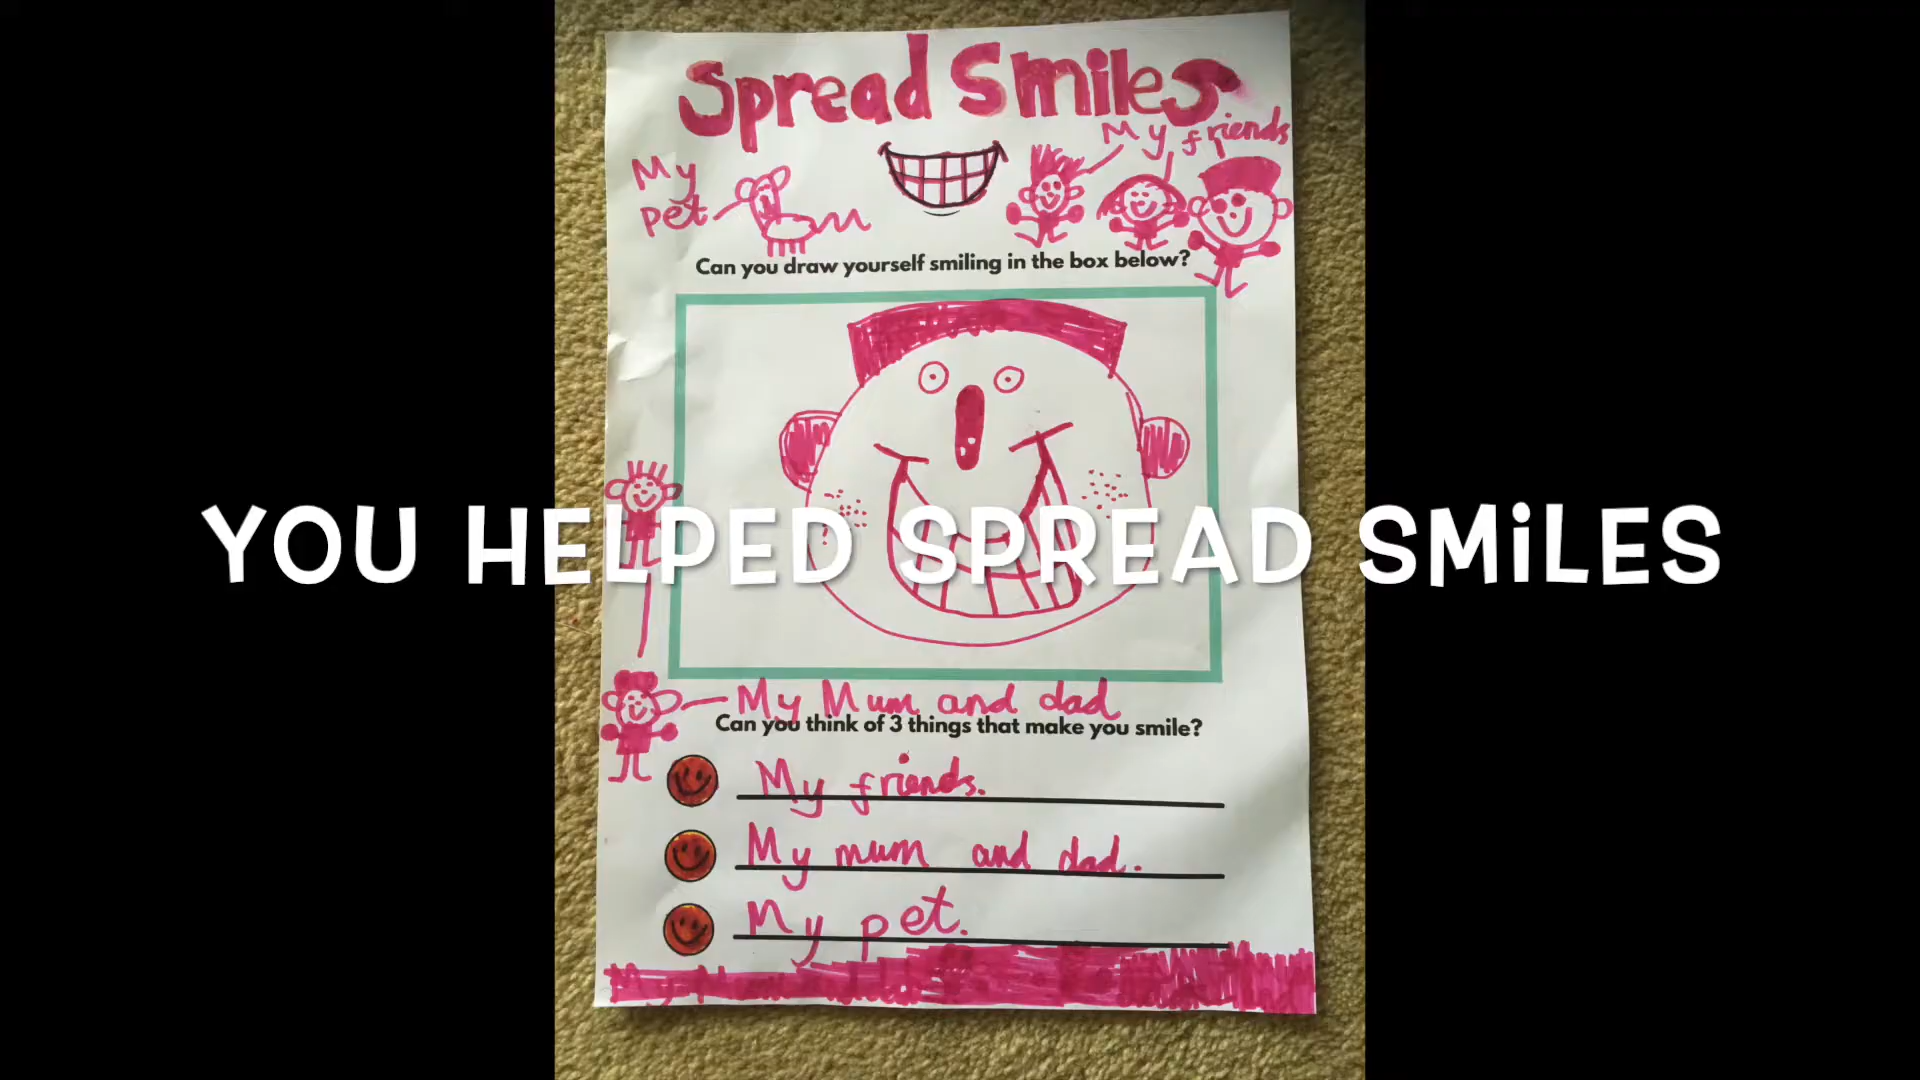 Spread Smiles
My friends
My
pet
Can you draw yourself smiling in the box below?
YOU HELPED SPREAD SMiLES
My Mum and dad
Can you think of 3 things that make you smile?
My friends.
My mum and dad.
My pet.